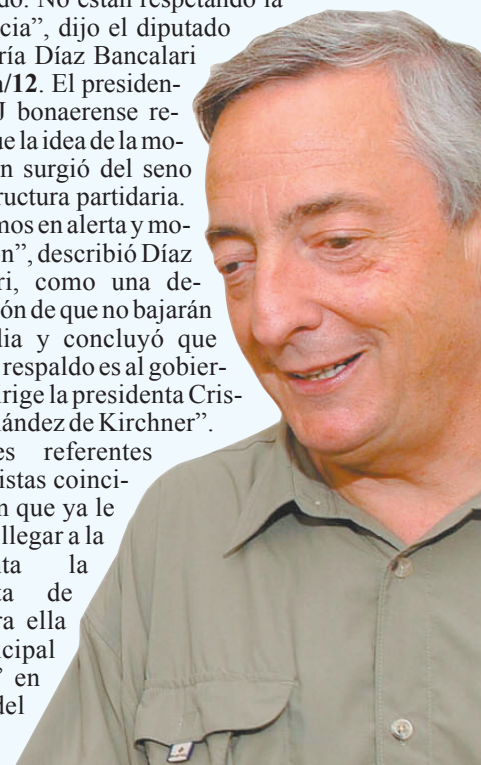 do. No están respetando la
cia”, dijo el diputado
ría Díaz Bancalari
/12. El presiden-
J bonaerense re-
ue la idea de la mo-
n surgió del seno
ructura partidaria.
mos en alerta y mo-
n”, describió Díaz
ri, como una de-
ón de que no bajarán
lia y concluyó que
respaldo es al gobier-
irige la presidenta Cris-
nández de Kirchner”.
es referentes
istas coinci-
n que ya le
llegar a la
ta la
ta de
ra ella
cipal
” en
del